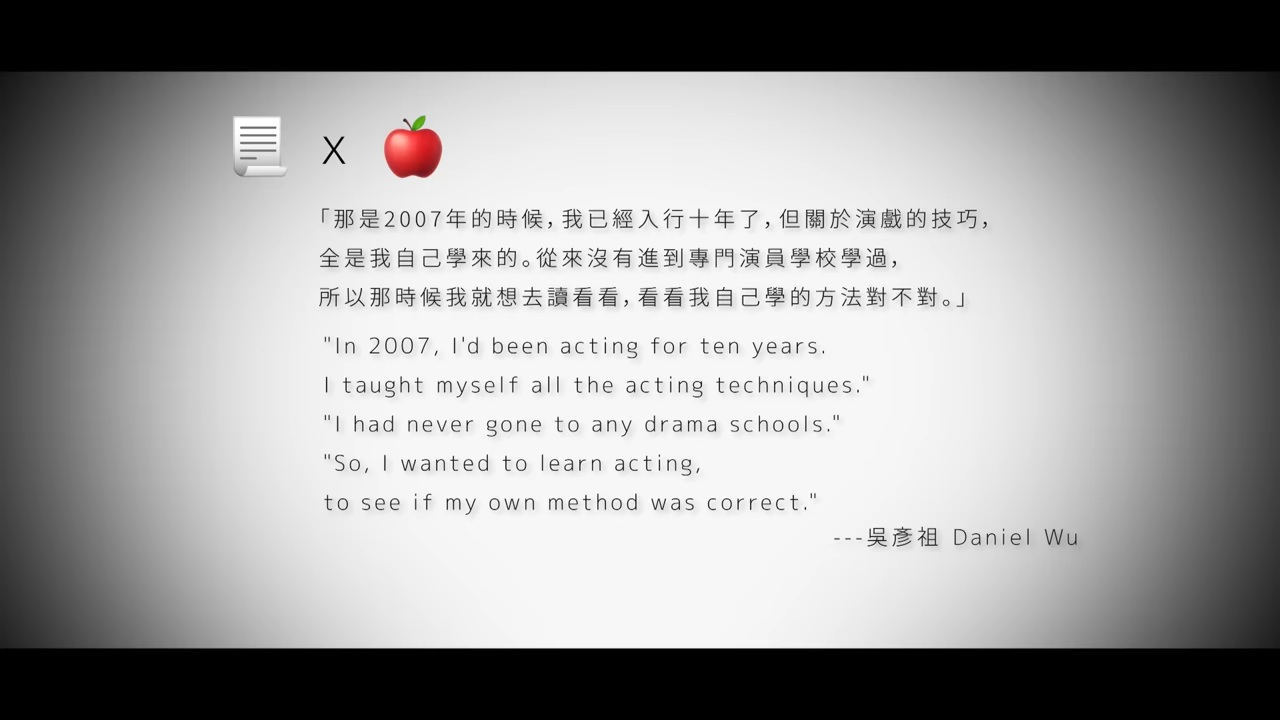 X
「那是2007年的時候,我已經入行十年了,但關於演戲的技巧,
全是我自己學來的。從來沒有進到專門演員學校學過,
所以那時候我就想去讀看看,看看我自己學的方法對不對。」
"In 2007, I'd been acting for ten years.
I taught myself all the acting techniques."
"I had never gone to any drama schools."
"So, I wanted to learn acting,
to see if my own method was correct."
---吳彥祖 Daniel Wu